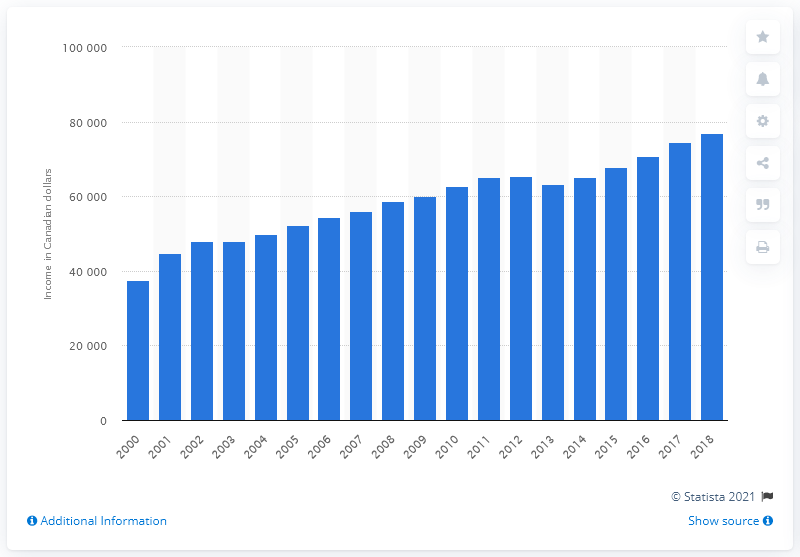 100 000
80 000
60 000
40 000
20 000
0
Income in Canadian dollars
2000 2001 2002 2003 2004 2005 2006 2007 2008 2009 2010 2011 2012 2013 2014 2015 2016 2017 2018
© Statista 2021
Additional Information
Show source